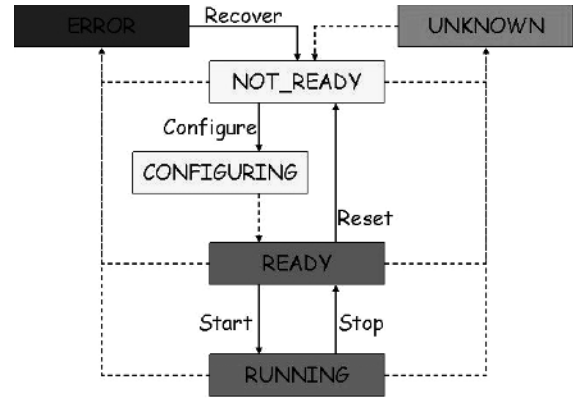 ERROR
Recover
UNKNOWN
NOT_READY
Configure
CONFIGURING
Reset
READY
Start
Stop
RUNNING